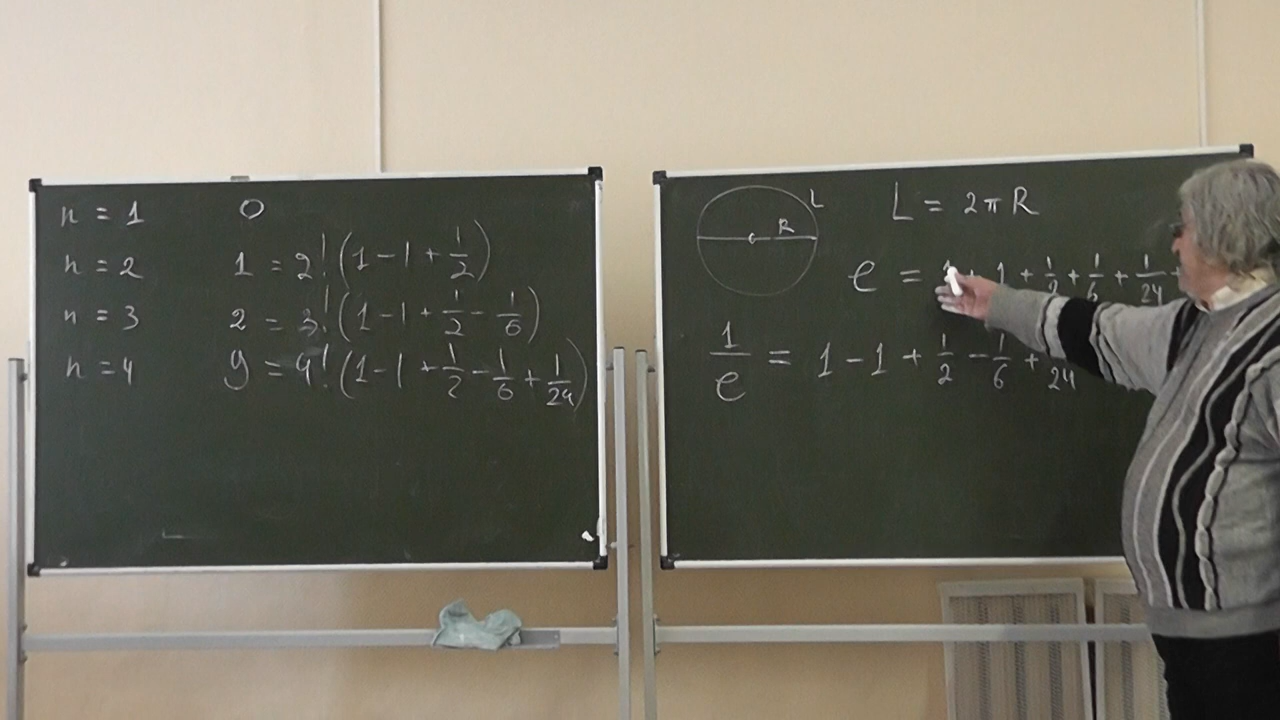 n = 1 0
n = 2 1 = 2! (1 - 1 + 1/2)
n = 3 2 = 3! (1 - 1 + 1/2 - 1/6)
n = 4 9 = 4! (1 - 1 + 1/2 - 1/6 + 1/24)
L
R
L = 2πR
e = 1 + 1 + 1/2 + 1/6 + 1/24 +
1/e = 1 - 1 + 1/2 - 1/6 + 1/24